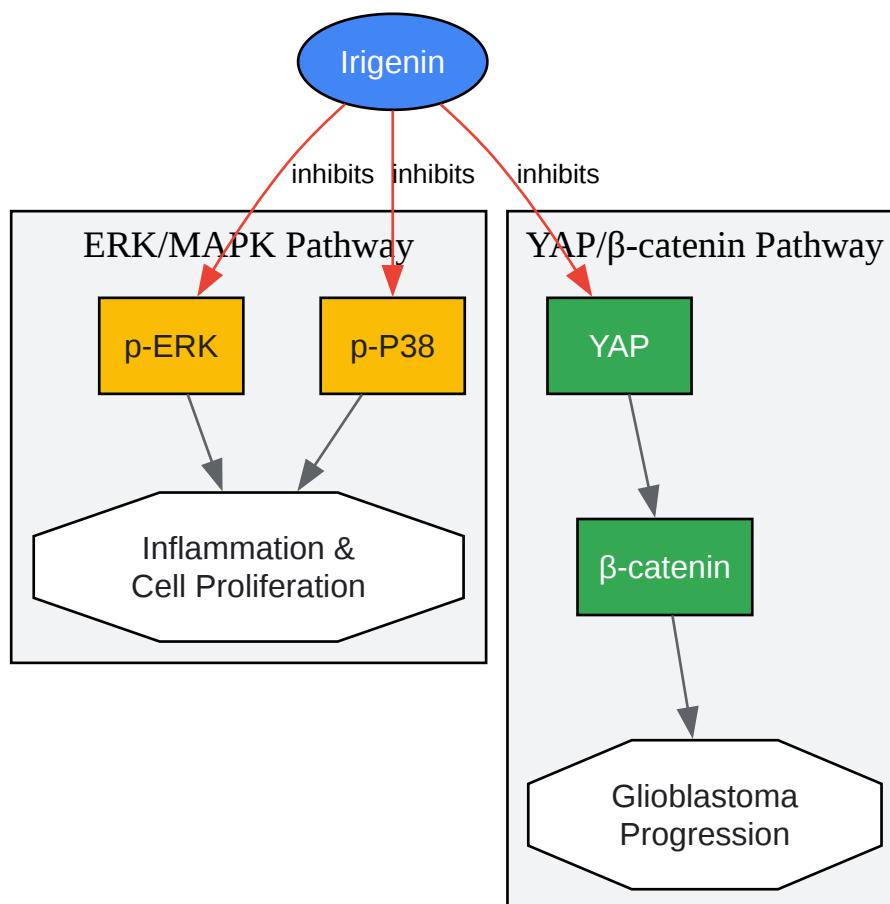 Irigenin
inhibits
inhibits
inhibits
ERK/MAPK Pathway
YAP/β-catenin Pathway
p-ERK
p-P38
YAP
Inflammation &
Cell Proliferation
β-catenin
Glioblastoma
Progression